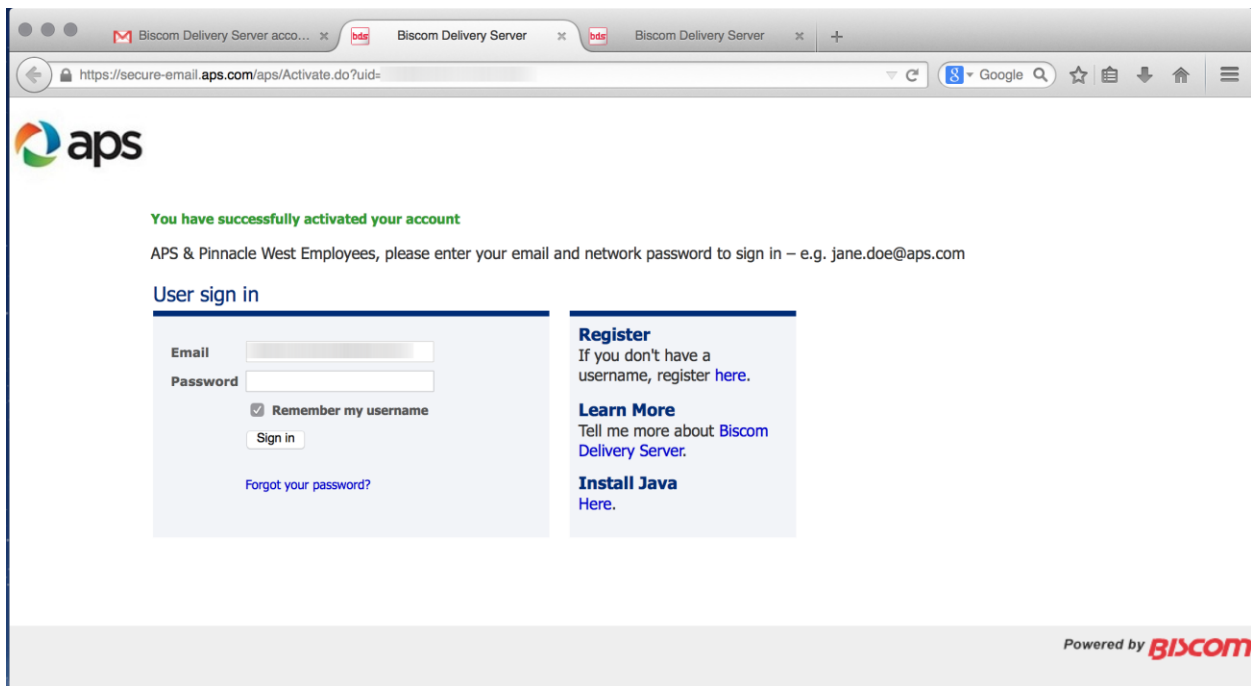 Biscom Delivery Server acco... × bds Biscom Delivery Server × bds Biscom Delivery Server × +
https://secure-email.aps.com/aps/Activate.do?uid= 8 Google
aps
You have successfully activated your account
APS & Pinnacle West Employees, please enter your email and network password to sign in – e.g. jane.doe@aps.com
User sign in
Email
Password
Remember my username
Sign in
Forgot your password?
Register
If you don't have a
username, register here.
Learn More
Tell me more about Biscom
Delivery Server.
Install Java
Here.
Powered by BISCOM